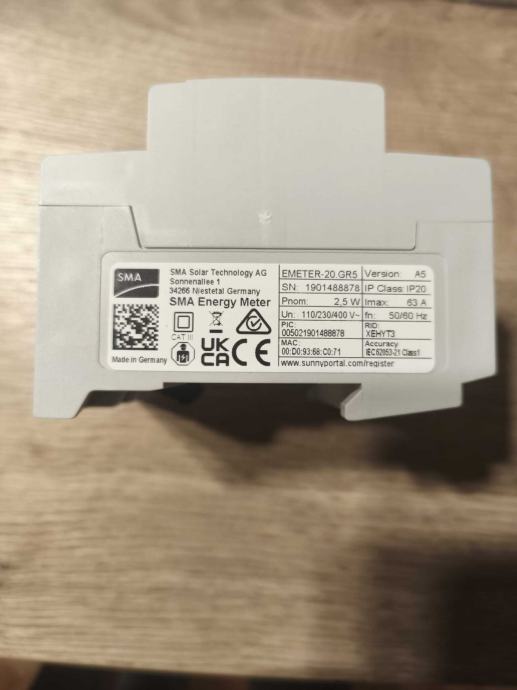 SMA
SMA Solar Technology AG
Sonnenallee 1
34266 Niestetal Germany
SMA Energy Meter
CAT III
UK
CA
CE
Made in Germany
EMETER-20.GR5 Version: A5
SN: 1901488878 IP Class: IP20
Pnom: 2,5 W Imax: 63 A
Un: 110/230/400 V~ fn: 50/60 Hz
PIC:
005021901488878
RID:
XEHYT3
MAC:
00:D0:93:68:C0:71
Accuracy
IEC62053-21 Class1
www.sunnyportal.com/register